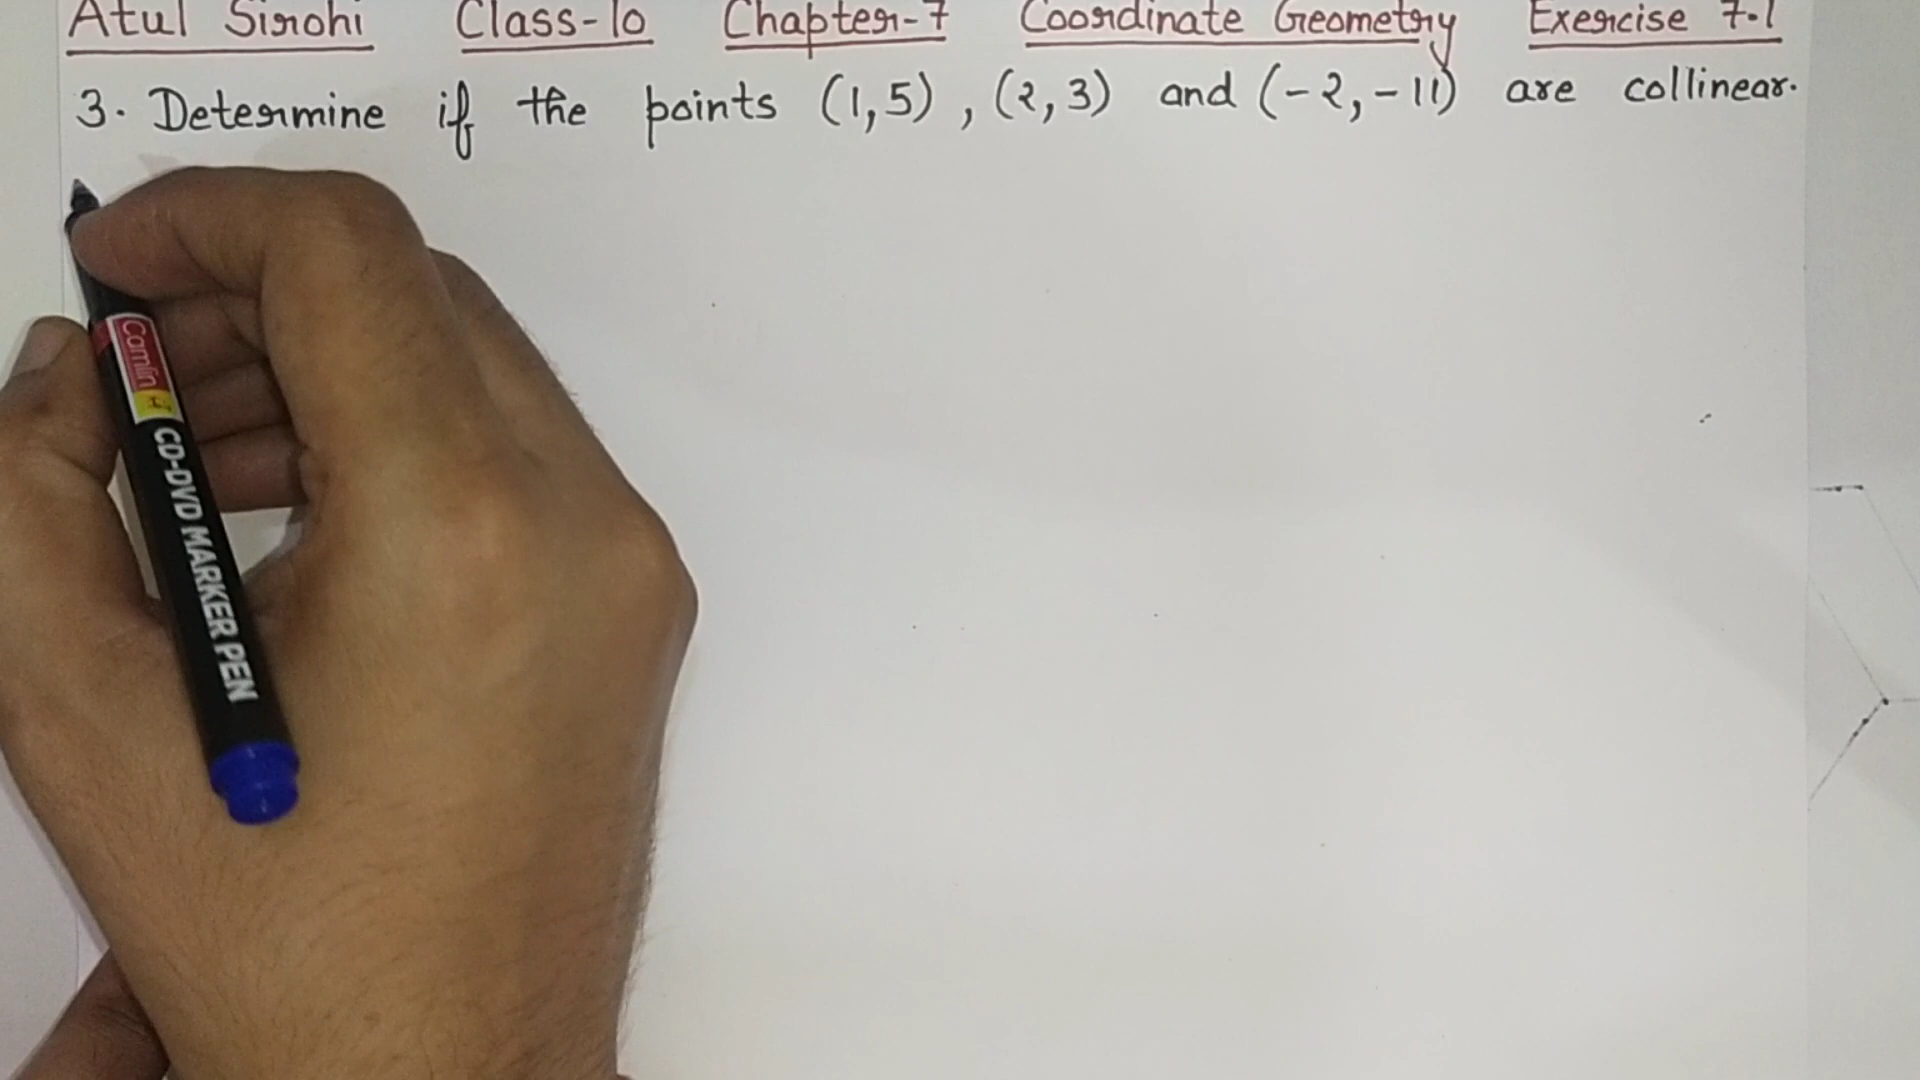 Atul Sirohi Class-10 Chapter-7 Coordinate Geometry Exercise 7.1
3. Determine if the points (1,5), (2,3) and (-2,-11) are collinear.
Camlin
CD-DVD MARKER PEN